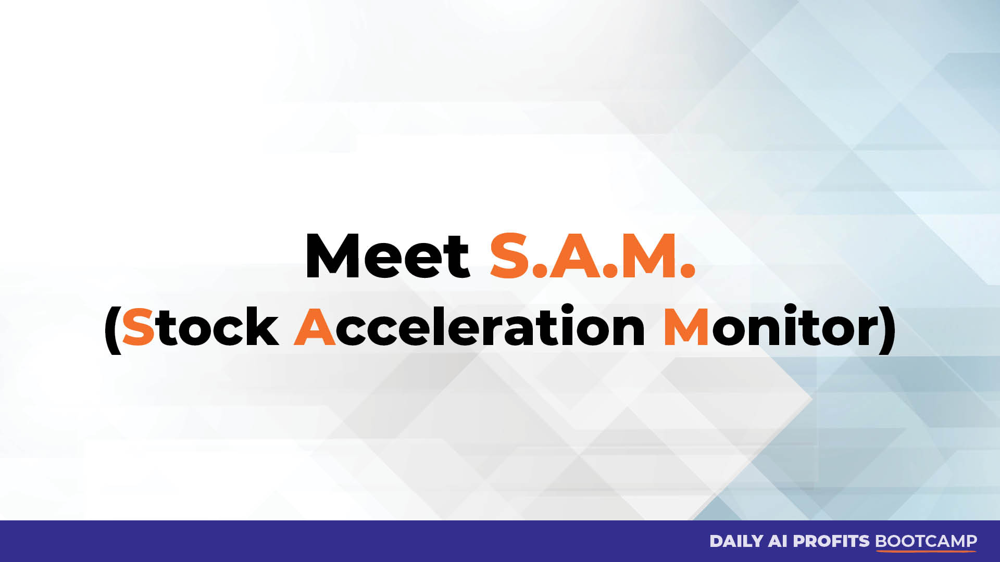 Meet S.A.M.
(Stock Acceleration Monitor)
DAILY AI PROFITS BOOTCAMP